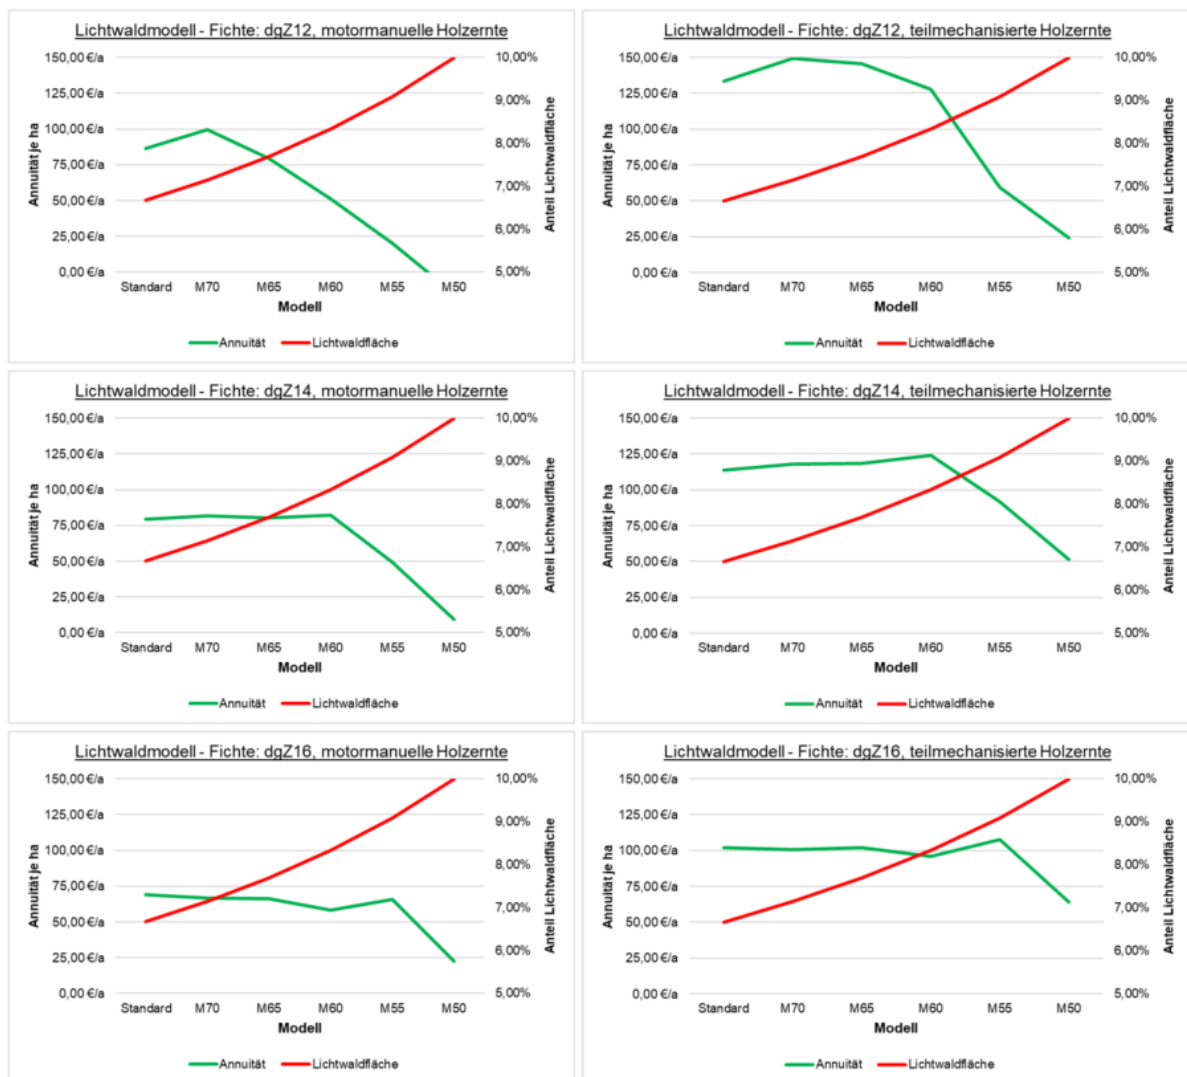 Lichtwaldmodell - Fichte: dgZ12, motormanuelle Holzernte
150,00 €/a
125,00 €/a
100,00 €/a
75,00 €/a
50,00 €/a
25,00 €/a
0,00 €/a
Annuität je ha
10,00%
9,00%
8,00%
7,00%
6,00%
5,00%
Anteil Lichtwaldfläche
Standard M70 M65 M60 M55 M50
Modell
Annuität Lichtwaldfläche
Lichtwaldmodell - Fichte: dgZ12, teilmechanisierte Holzernte
150,00 €/a
125,00 €/a
100,00 €/a
75,00 €/a
50,00 €/a
25,00 €/a
0,00 €/a
Annuität je ha
10,00%
9,00%
8,00%
7,00%
6,00%
5,00%
Anteil Lichtwaldfläche
Standard M70 M65 M60 M55 M50
Modell
Annuität Lichtwaldfläche
Lichtwaldmodell - Fichte: dgZ14, motormanuelle Holzernte
150,00 €/a
125,00 €/a
100,00 €/a
75,00 €/a
50,00 €/a
25,00 €/a
0,00 €/a
Annuität je ha
10,00%
9,00%
8,00%
7,00%
6,00%
5,00%
Anteil Lichtwaldfläche
Standard M70 M65 M60 M55 M50
Modell
Annuität Lichtwaldfläche
Lichtwaldmodell - Fichte: dgZ14, teilmechanisierte Holzernte
150,00 €/a
125,00 €/a
100,00 €/a
75,00 €/a
50,00 €/a
25,00 €/a
0,00 €/a
Annuität je ha
10,00%
9,00%
8,00%
7,00%
6,00%
5,00%
Anteil Lichtwaldfläche
Standard M70 M65 M60 M55 M50
Modell
Annuität Lichtwaldfläche
Lichtwaldmodell - Fichte: dgZ16, motormanuelle Holzernte
150,00 €/a
125,00 €/a
100,00 €/a
75,00 €/a
50,00 €/a
25,00 €/a
0,00 €/a
Annuität je ha
10,00%
9,00%
8,00%
7,00%
6,00%
5,00%
Anteil Lichtwaldfläche
Standard M70 M65 M60 M55 M50
Modell
Annuität Lichtwaldfläche
Lichtwaldmodell - Fichte: dgZ16, teilmechanisierte Holzernte
150,00 €/a
125,00 €/a
100,00 €/a
75,00 €/a
50,00 €/a
25,00 €/a
0,00 €/a
Annuität je ha
10,00%
9,00%
8,00%
7,00%
6,00%
5,00%
Anteil Lichtwaldfläche
Standard M70 M65 M60 M55 M50
Modell
Annuität Lichtwaldfläche